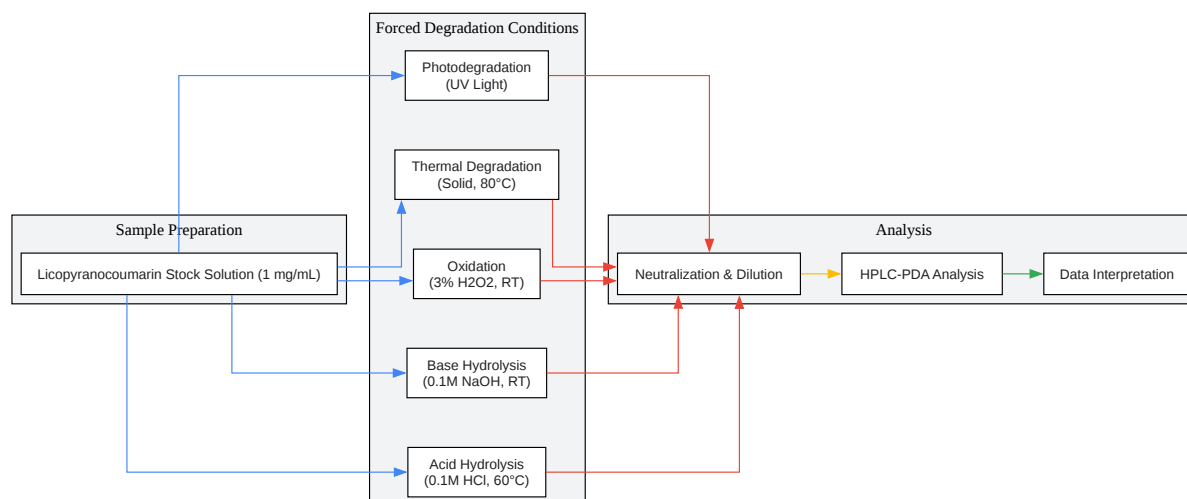 Forced Degradation Conditions
Photodegradation
(UV Light)
Thermal Degradation
(Solid, 80°C)
Sample Preparation
Licopyranocoumarin Stock Solution (1 mg/mL)
Oxidation
(3% H2O2, RT)
Base Hydrolysis
(0.1M NaOH, RT)
Acid Hydrolysis
(0.1M HCl, 60°C)
Analysis
Neutralization & Dilution
HPLC-PDA Analysis
Data Interpretation